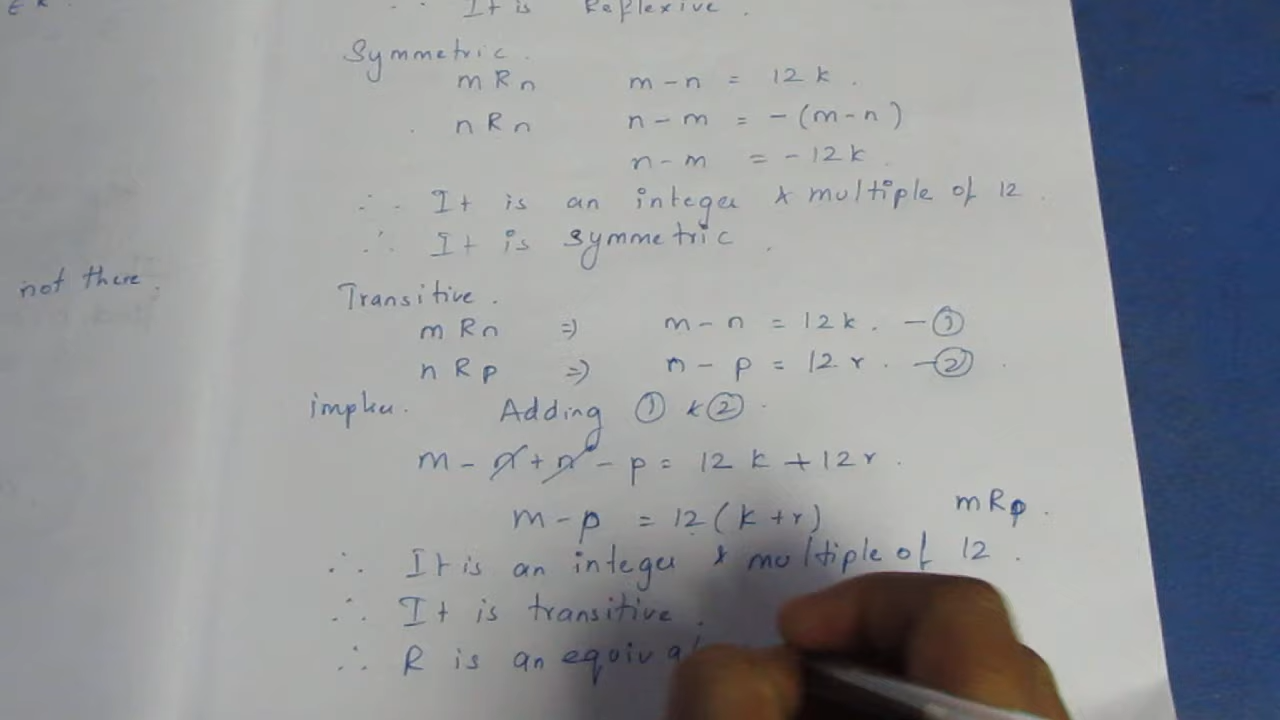 ∴ It is Reflexive.
Symmetric.
mRn m-n = 12k.
nRn n-m = -(m-n)
n-m = -12k
∴ It is an integer & multiple of 12.
∴ It is symmetric.
not there.
Transitive.
mRn => m-n = 12k. -①
nRp => n-p = 12r. -②
Adding ① & ②.
m-n+n-p = 12k+12r.
m-p = 12(k+r) mRp.
∴ It is an integer & multiple of 12.
∴ It is transitive.
∴ R is an